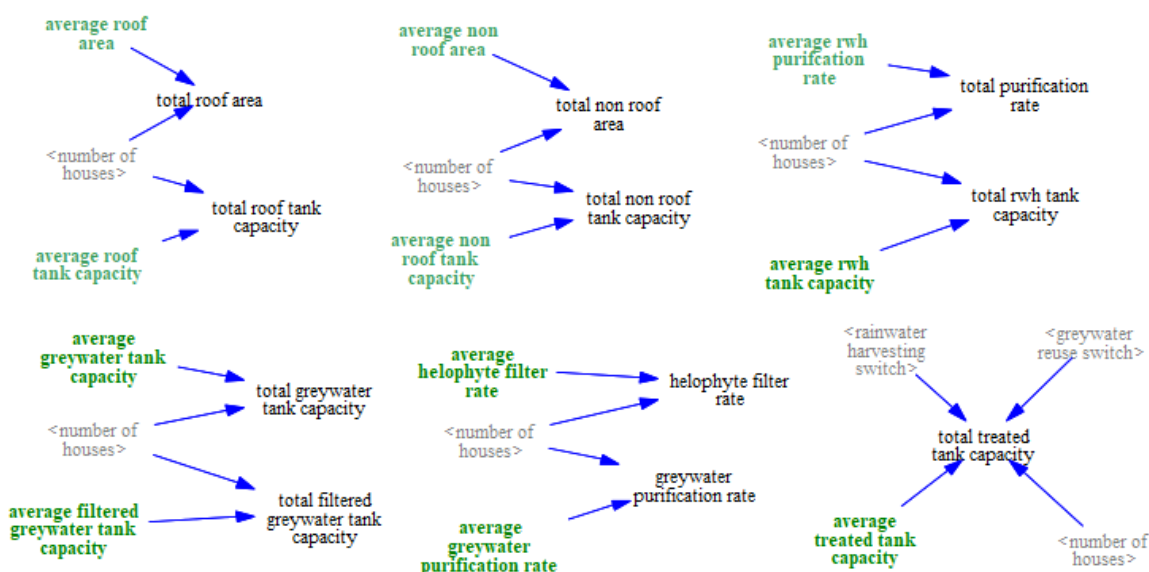 average roof
area
total roof area
<number of
houses>
total roof tank
capacity
average roof
tank capacity
average non
roof area
total non roof
area
<number of
houses>
total non roof
tank capacity
average non
roof tank
capacity
average rwh
purifcation
rate
total purification
rate
<number of
houses>
total rwh tank
capacity
average rwh
tank capacity
average
greywater tank
capacity
total greywater
tank capacity
<number of
houses>
total filtered
greywater tank
capacity
average filtered
greywater tank
capacity
average
helophyte filter
rate
helophyte filter
rate
<number of
houses>
greywater
purification rate
average
greywater
purification rate
<rainwater
harvesting
switch>
<greywater
reuse switch>
total treated
tank capacity
average
treated tank
capacity
<number of
houses>